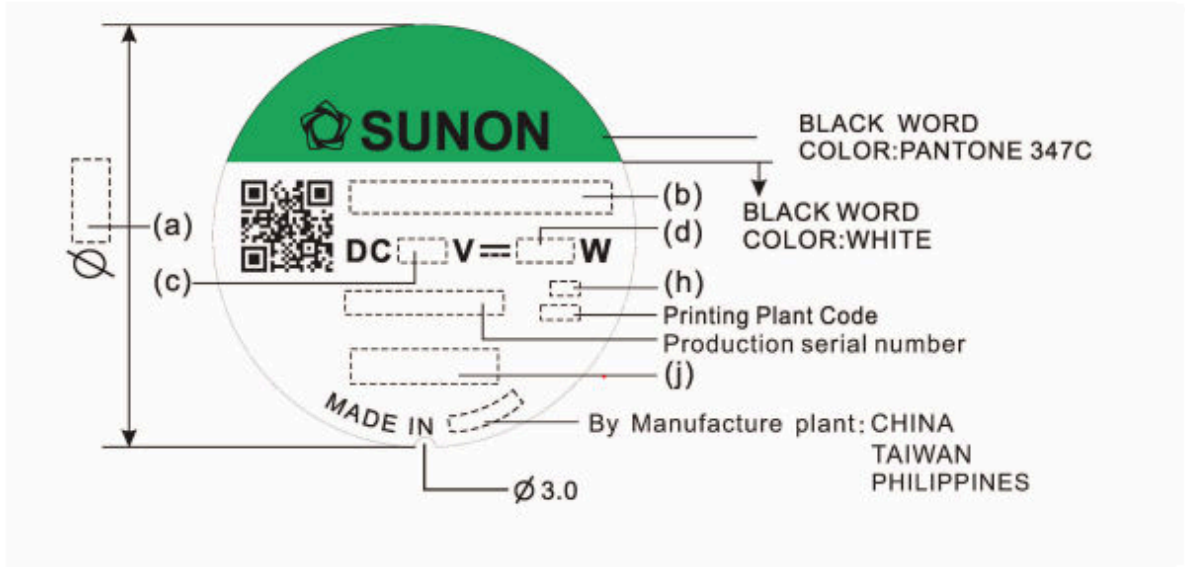 SUNON
BLACK WORD
COLOR:PANTONE 347C
(b)
BLACK WORD
COLOR:WHITE
(a)
(d)
DC V W
(c)
(h)
Printing Plant Code
Production serial number
(j)
MADE IN
By Manufacture plant: CHINA
TAIWAN
PHILIPPINES
Ø
Ø 3.0